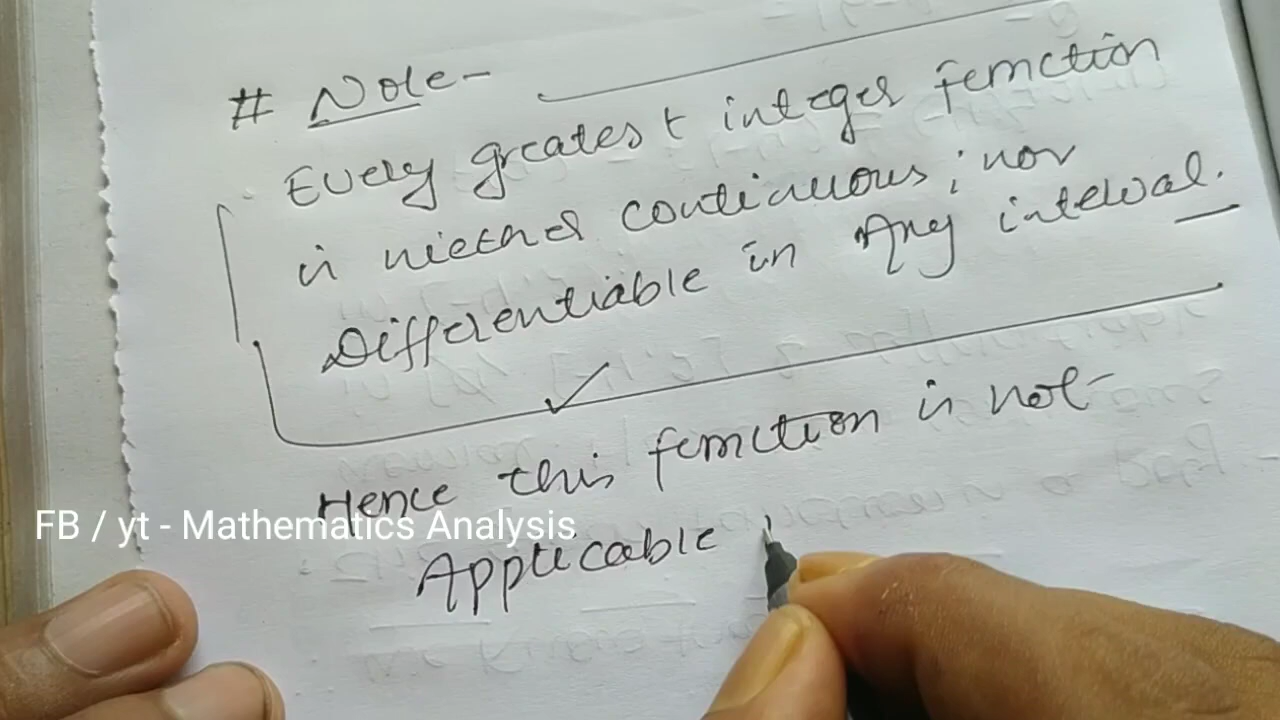 # Note-
Every greatest integer function
is niether continuous; nor
Differentiable in Any interval.
Hence this function is not
Applicable
FB / yt - Mathematics Analysis